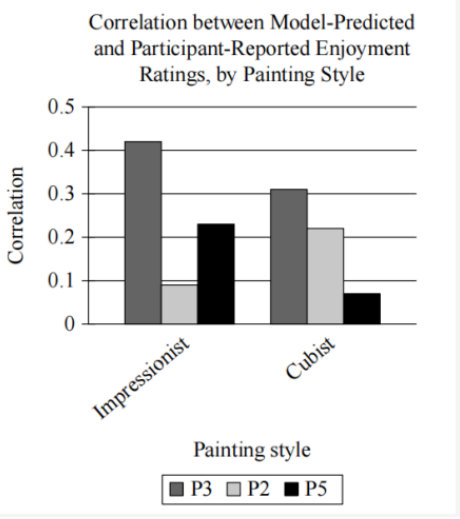 Correlation between Model-Predicted
and Participant-Reported Enjoyment
Ratings, by Painting Style
0.5
0.4
0.3
0.2
0.1
0
Correlation
Impressionist
Cubist
Painting style
P3 P2 P5